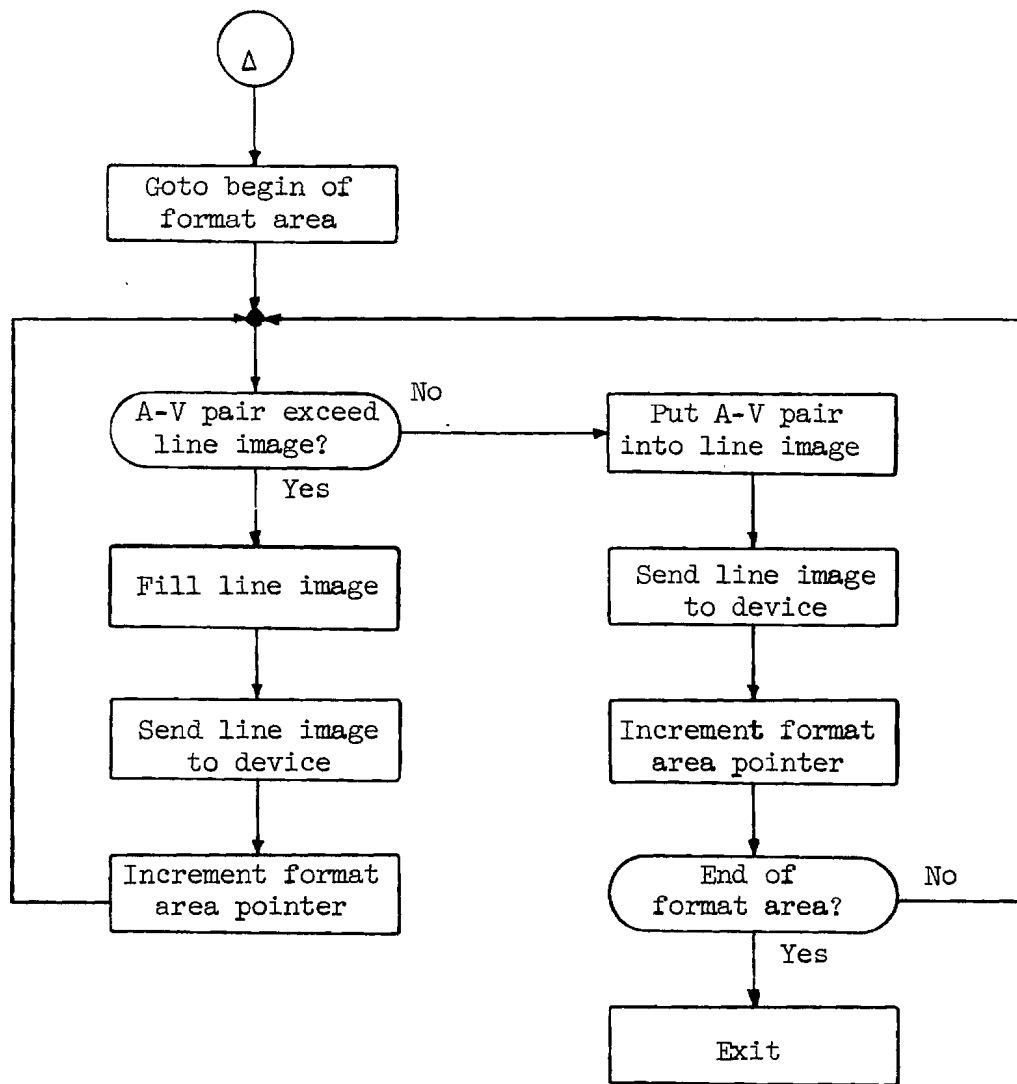 Δ
Goto begin of
format area
A-V pair exceed
line image?
No
Yes
Fill line image
Send line image
to device
Increment format
area pointer
Put A-V pair
into line image
Send line image
to device
Increment format
area pointer
End of
format area?
No
Yes
Exit